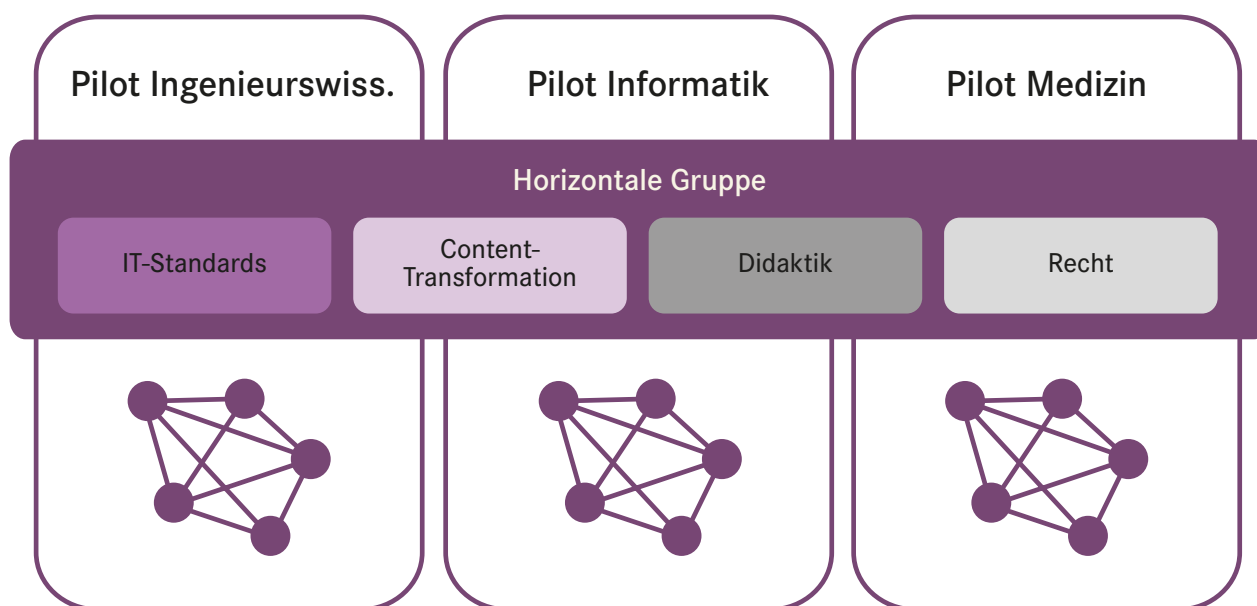 Pilot Ingenieurswiss.
Pilot Informatik
Pilot Medizin
Horizontale Gruppe
IT-Standards
Content-
Transformation
Didaktik
Recht